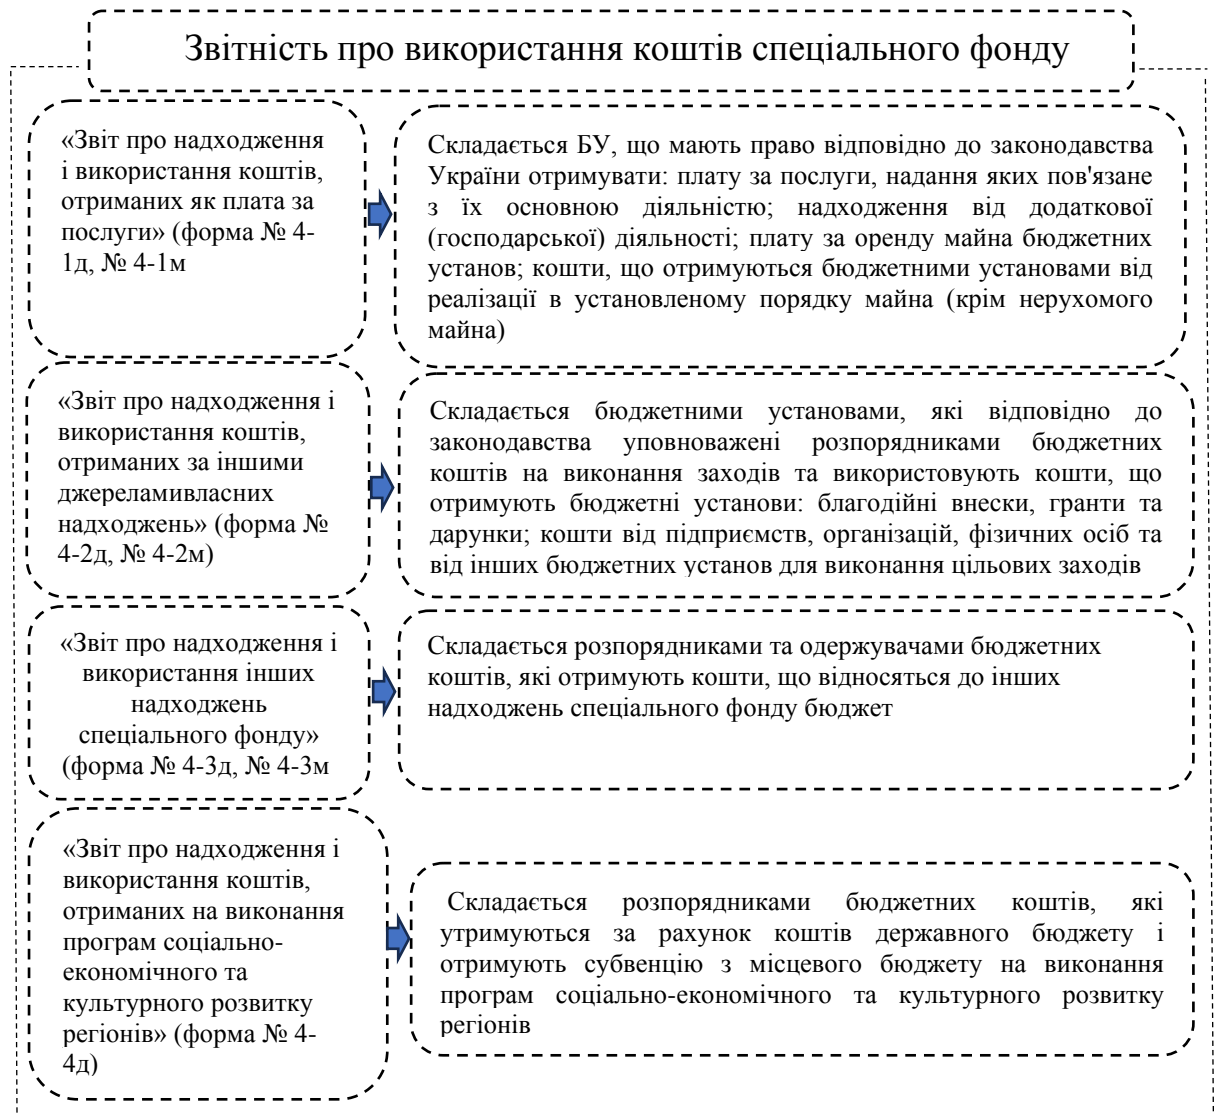 Звітність про використання коштів спеціального фонду
«Звіт про надходження
і використання коштів,
отриманих як плата за
послуги» (форма № 4-
1д, № 4-1м
Складається БУ, що мають право відповідно до законодавства
України отримувати: плату за послуги, надання яких пов'язане
з їх основною діяльністю; надходження від додаткової
(господарської) діяльності; плату за оренду майна бюджетних
установ; кошти, що отримуються бюджетними установами від
реалізації в установленому порядку майна (крім нерухомого
майна)
«Звіт про надходження і
використання коштів,
отриманих за іншими
джереламивласних
надходжень» (форма №
4-2д, № 4-2м)
Складається бюджетними установами, які відповідно до
законодавства уповноважені розпорядниками бюджетних
коштів на виконання заходів та використовують кошти, що
отримують бюджетні установи: благодійні внески, гранти та
дарунки; кошти від підприємств, організацій, фізичних осіб та
від інших бюджетних установ для виконання цільових заходів
«Звіт про надходження і
використання інших
надходжень
спеціального фонду»
(форма № 4-3д, № 4-3м
Складається розпорядниками та одержувачами бюджетних
коштів, які отримують кошти, що відносяться до інших
надходжень спеціального фонду бюджет
«Звіт про надходження і
використання коштів,
отриманих на виконання
програм соціально-
економічного та
культурного розвитку
регіонів» (форма № 4-
4д)
Складається розпорядниками бюджетних коштів, які
утримуються за рахунок коштів державного бюджету і
отримують субвенцію з місцевого бюджету на виконання
програм соціально-економічного та культурного розвитку
регіонів